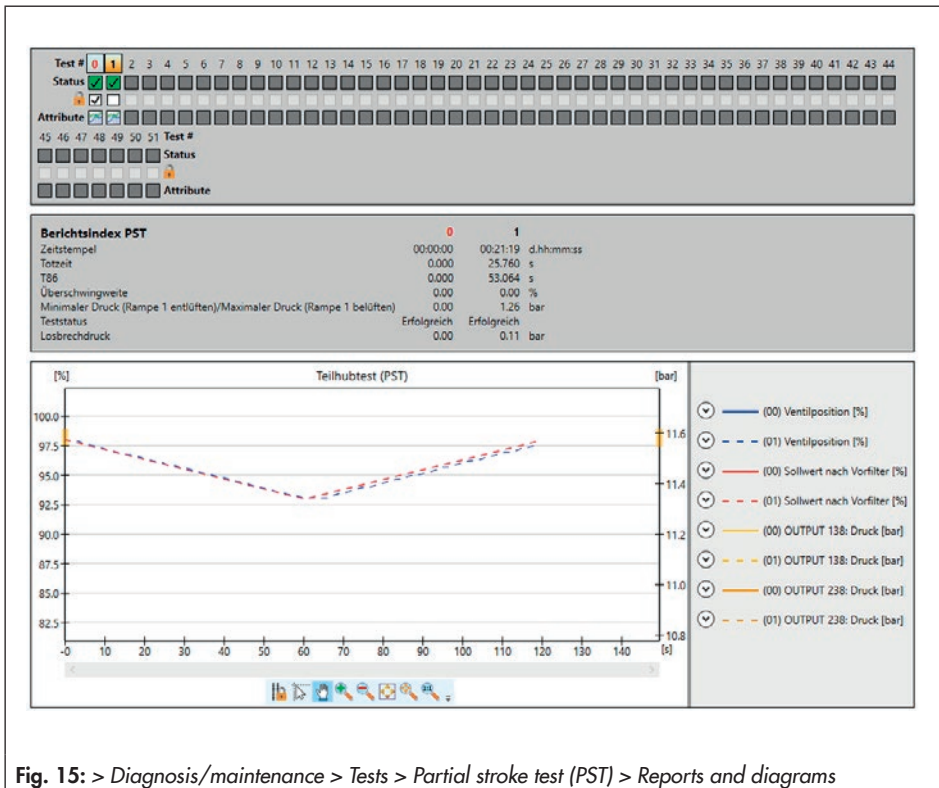 Test # 0 1 2 3 4 5 6 7 8 9 10 11 12 13 14 15 16 17 18 19 20 21 22 23 24 25 26 27 28 29 30 31 32 33 34 35 36 37 38 39 40 41 42 43 44
Status
Attribute
45 46 47 48 49 50 51 Test #
Status
Attribute
Berichtsindex PST 0 1
Zeitstempel 00:00:00 00:21:19 d.hh:mm:ss
Totzeit 0.000 25.760 s
T86 0.000 53.064 s
Überschwingweite 0.00 0.00 %
Minimaler Druck (Rampe 1 entlüften)/Maximaler Druck (Rampe 1 belüften) 0.00 1.26 bar
Teststatus Erfolgreich Erfolgreich
Losbrechdruck 0.00 0.11 bar
[%] Teilhubtest (PST) [bar]
100.0
97.5
95.0
92.5
90.0
87.5
85.0
82.5
11.6
11.4
11.2
11.0
10.8
-0 10 20 30 40 50 60 70 80 90 100 110 120 130 140 [s]
(00) Ventilposition [%]
(01) Ventilposition [%]
(00) Sollwert nach Vorfilter [%]
(01) Sollwert nach Vorfilter [%]
(00) OUTPUT 138: Druck [bar]
(01) OUTPUT 138: Druck [bar]
(00) OUTPUT 238: Druck [bar]
(01) OUTPUT 238: Druck [bar]
Fig. 15: > Diagnosis/maintenance > Tests > Partial stroke test (PST) > Reports and diagrams